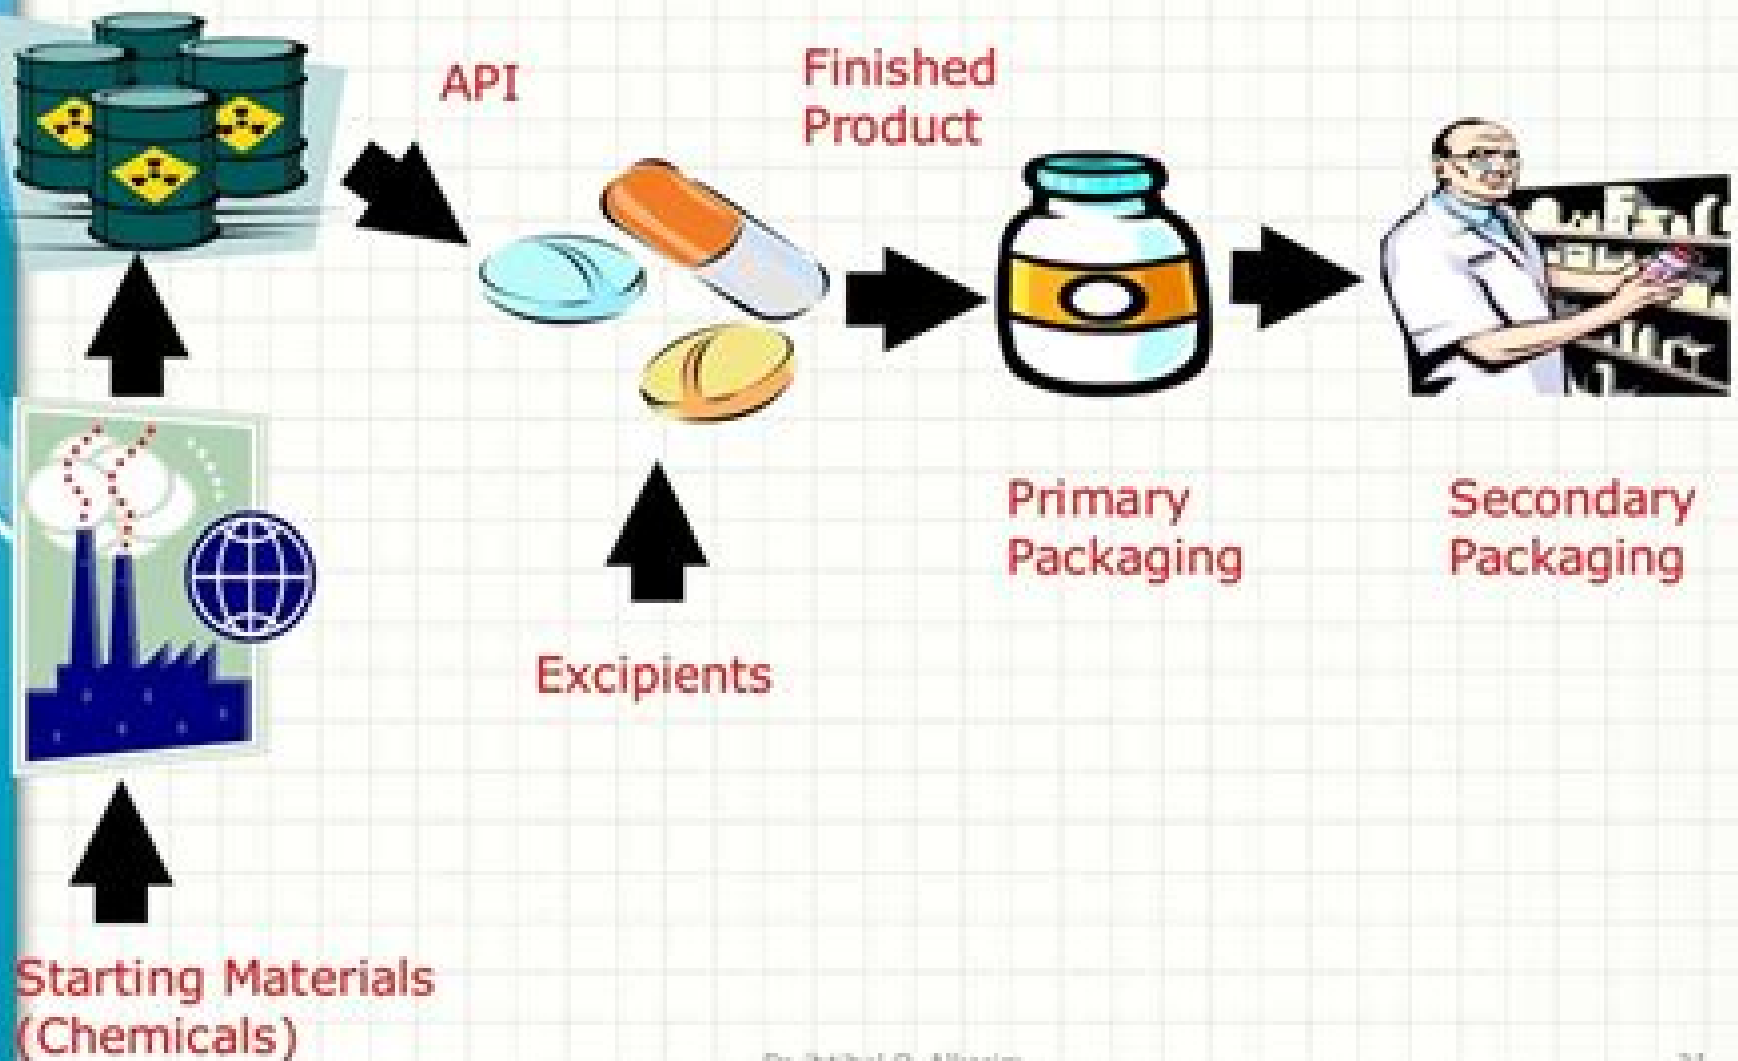 API
Finished
Product
Primary
Packaging
Secondary
Packaging
Excipients
Starting Materials
(Chemicals)